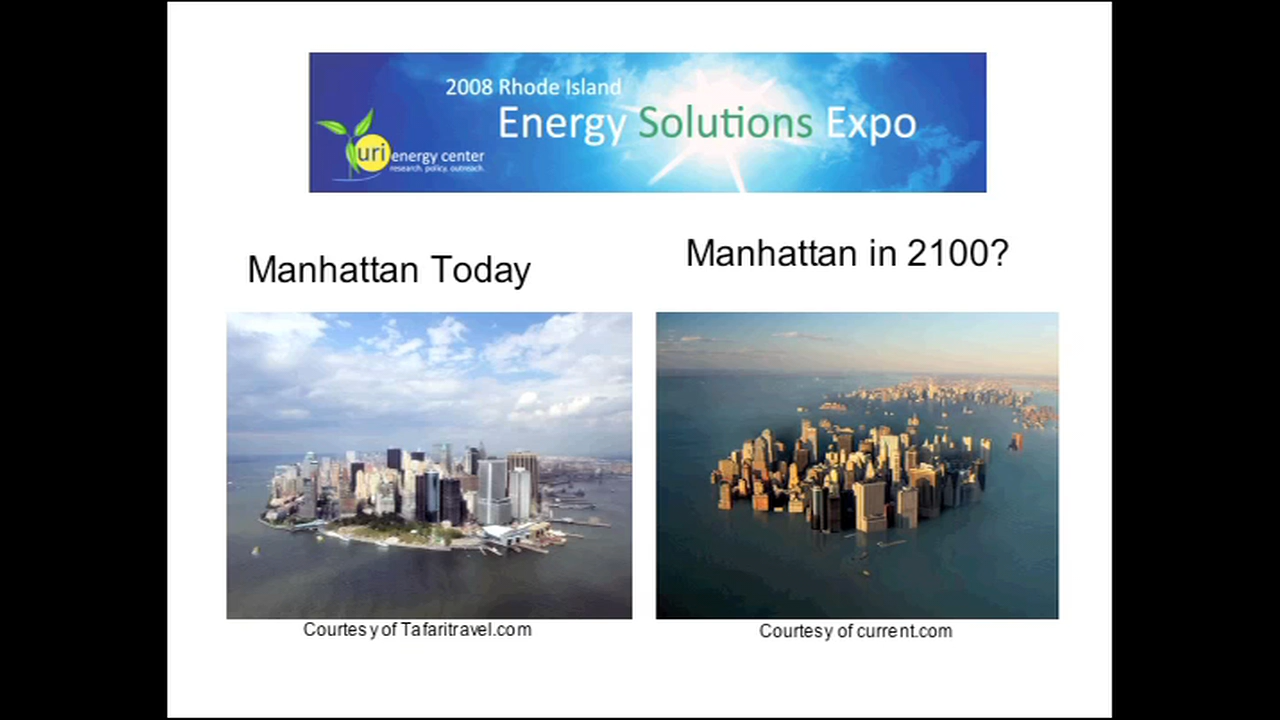 2008 Rhode Island
Energy Solutions Expo
uri energy center
research. policy. outreach.
Manhattan Today
Manhattan in 2100?
Courtesy of Tafaritravel.com
Courtesy of current.com